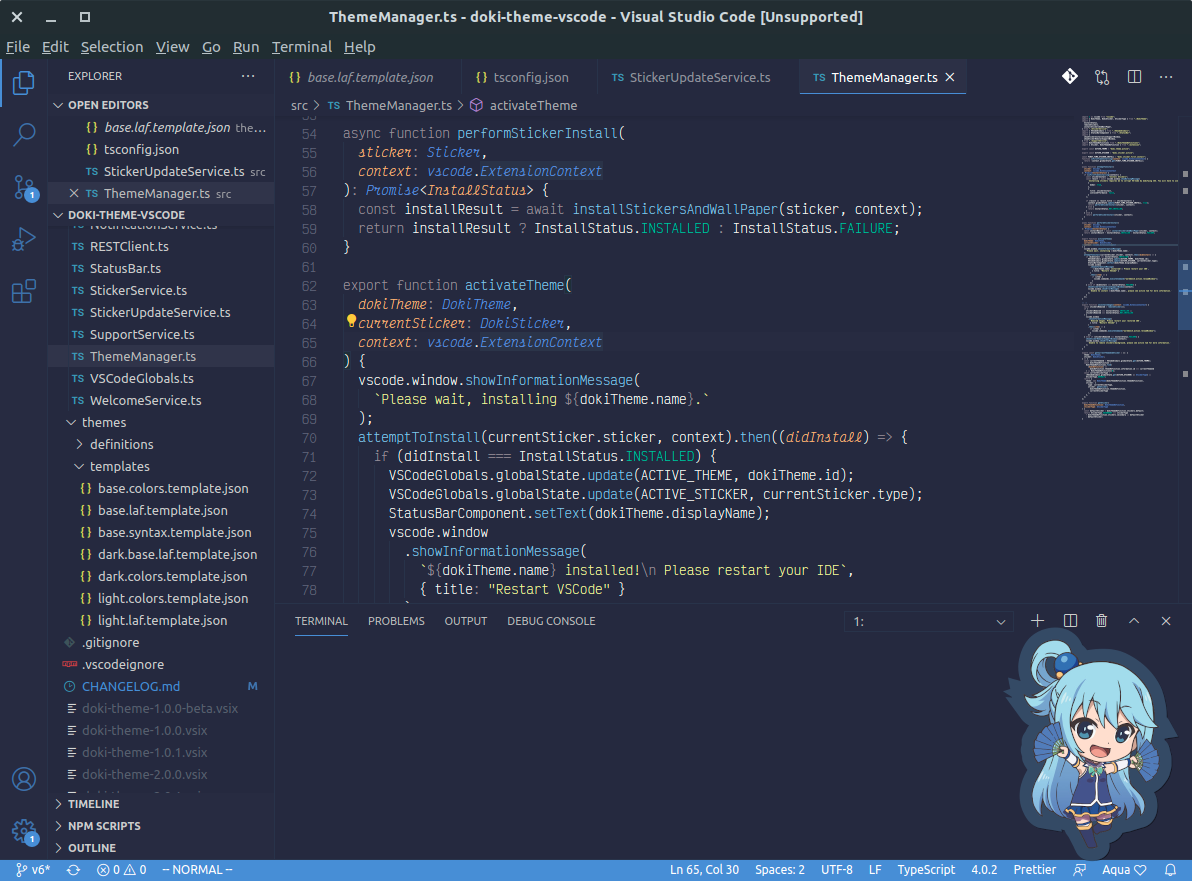 ThemeManager.ts - doki-theme-vscode - Visual Studio Code [Unsupported]
File Edit Selection View Go Run Terminal Help
EXPLORER
OPEN EDITORS
{} base.laf.template.json the...
{} tsconfig.json
TS StickerUpdateService.ts src
TS ThemeManager.ts src
DOKI-THEME-VSCODE
TS NotificationService.ts
TS RESTClient.ts
TS StatusBar.ts
TS StickerService.ts
TS StickerUpdateService.ts
TS SupportService.ts
TS ThemeManager.ts
TS VSCodeGlobals.ts
TS WelcomeService.ts
themes
definitions
templates
{} base.colors.template.json
{} base.laf.template.json
{} base.syntax.template.json
{} dark.base.laf.template.json
{} dark.colors.template.json
{} light.colors.template.json
{} light.laf.template.json
.gitignore
.vscodeignore
CHANGELOG.md M
doki-theme-1.0.0-beta.vsix
doki-theme-1.0.0.vsix
doki-theme-1.0.1.vsix
doki-theme-2.0.0.vsix
TIMELINE
NPM SCRIPTS
OUTLINE
1
1
{} base.laf.template.json {} tsconfig.json TS StickerUpdateService.ts TS ThemeManager.ts
src > TS ThemeManager.ts > activateTheme
53
54 async function performStickerInstall(
55 sticker: Sticker,
56 context: vscode.ExtensionContext
57 ): Promise<InstallStatus> {
58 const installResult = await installStickersAndWallPaper(sticker, context);
59 return installResult ? InstallStatus.INSTALLED : InstallStatus.FAILURE;
60 }
61
62 export function activateTheme(
63 dokiTheme: DokiTheme,
64 currentSticker: DokiSticker,
65 context: vscode.ExtensionContext
66 ) {
67 vscode.window.showInformationMessage(
68 `Please wait, installing ${dokiTheme.name}.`
69 );
70 attemptToInstall(currentSticker.sticker, context).then((didInstall) => {
71 if (didInstall === InstallStatus.INSTALLED) {
72 VSCodeGlobals.globalState.update(ACTIVE_THEME, dokiTheme.id);
73 VSCodeGlobals.globalState.update(ACTIVE_STICKER, currentSticker.type);
74 StatusBarComponent.setText(dokiTheme.displayName);
75 vscode.window
76 .showInformationMessage(
77 `${dokiTheme.name} installed!\n Please restart your IDE`,
78 { title: "Restart VSCode" }
TERMINAL PROBLEMS OUTPUT DEBUG CONSOLE 1:
v6* 0 0 -- NORMAL -- Ln 65, Col 30 Spaces: 2 UTF-8 LF TypeScript 4.0.2 Prettier Aqua♡